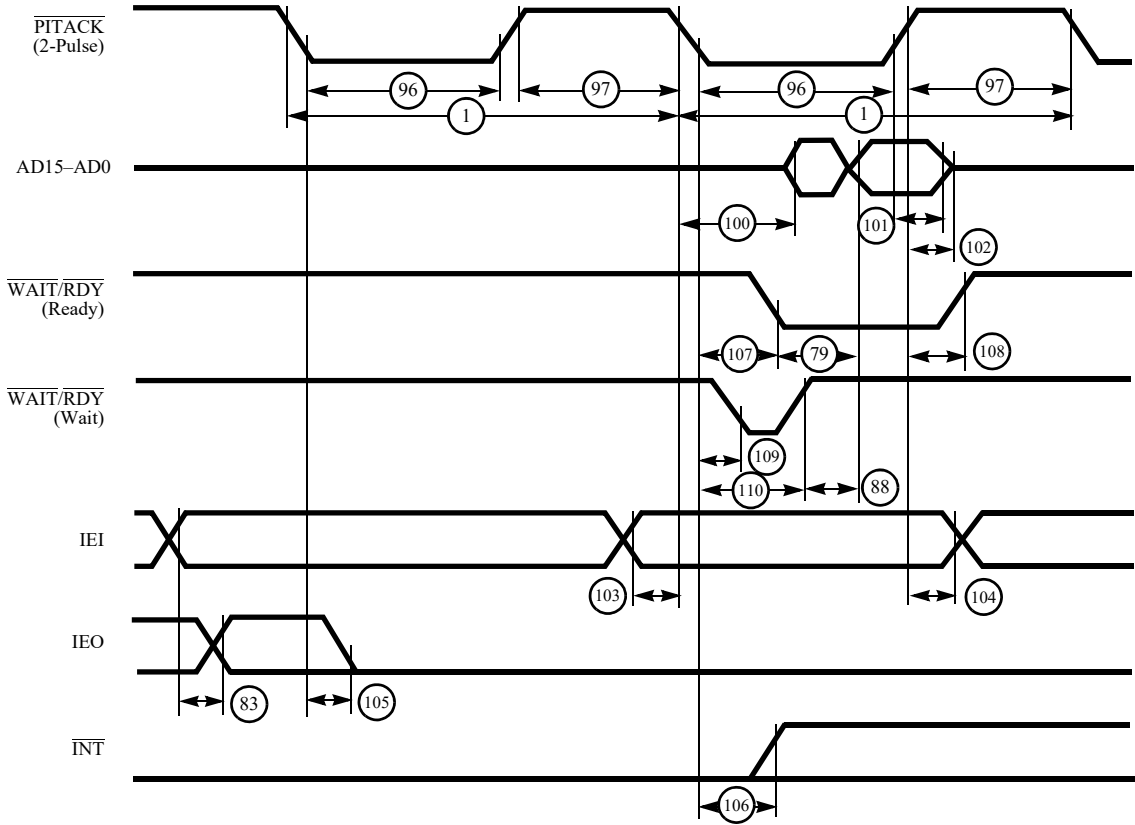 PITACK
(2-Pulse)
96
97
96
97
1
1
AD15–AD0
100
101
102
WAIT/RDY
(Ready)
107
79
108
WAIT/RDY
(Wait)
109
110
88
IEI
103
104
IEO
83
105
INT
106